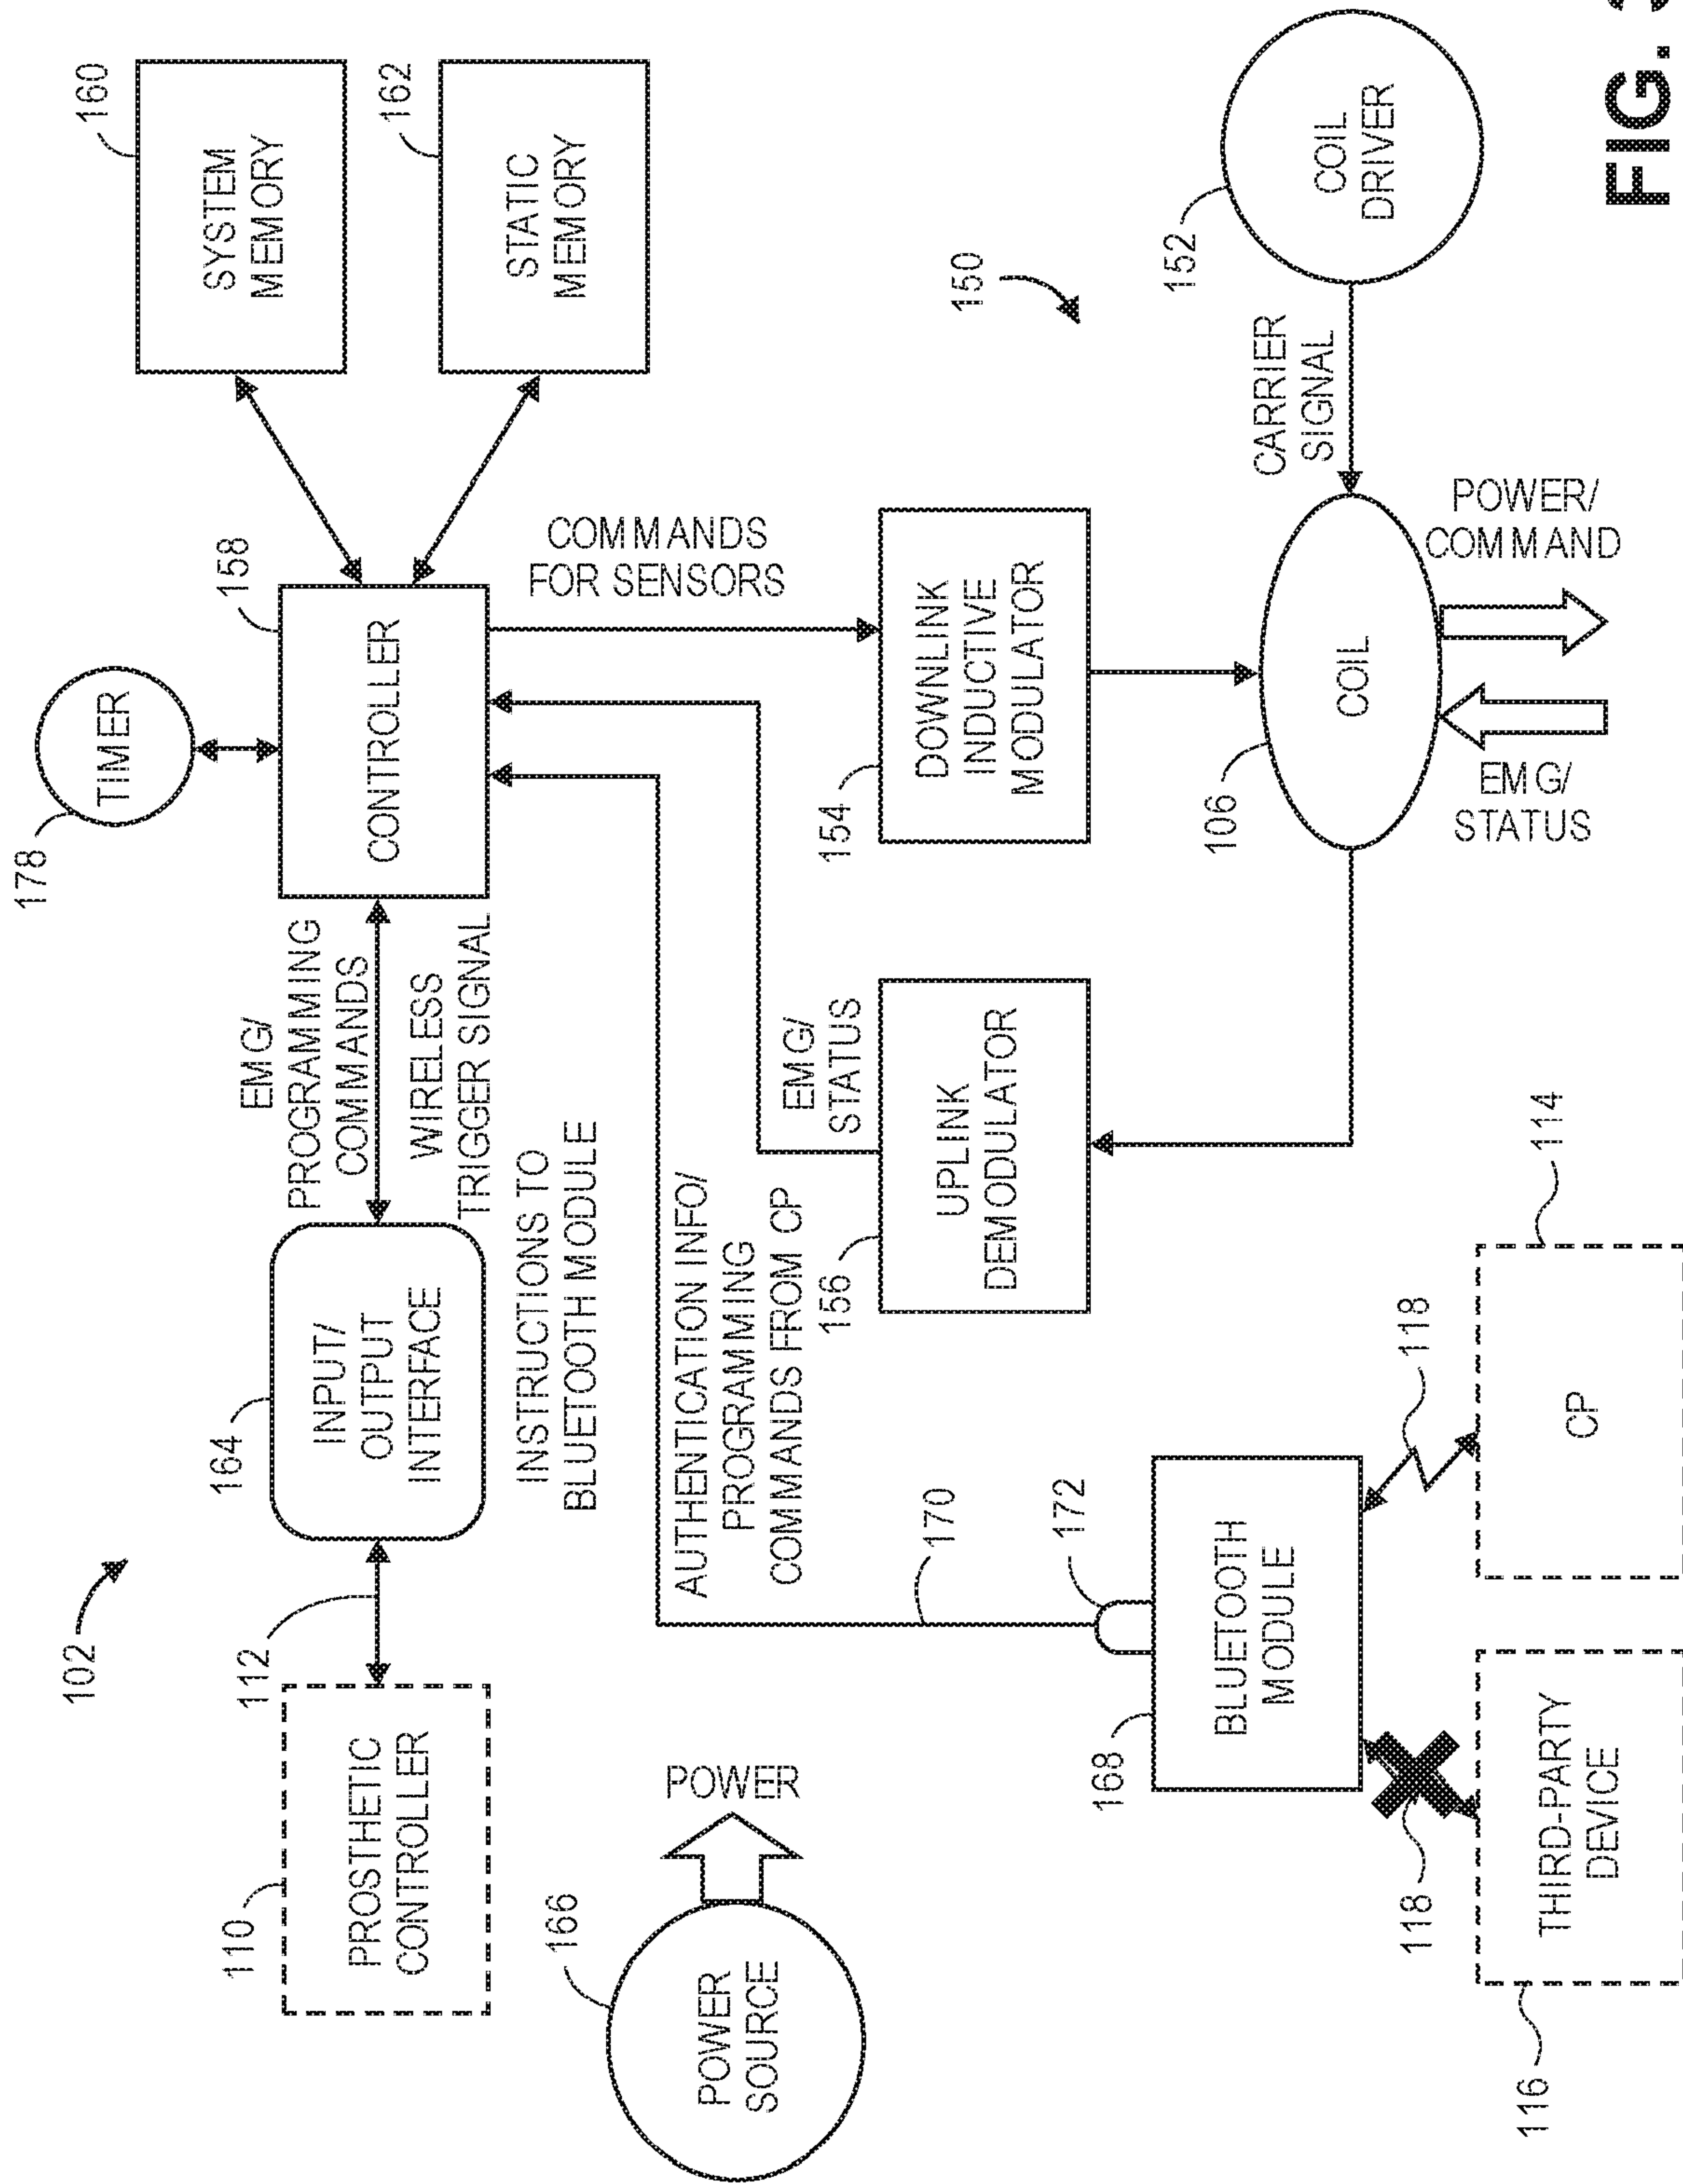 102
178
TIMER
160
SYSTEM
MEMORY
162
STATIC
MEMORY
110
PROSTHETIC
CONTROLLER
112
164
INPUT/
OUTPUT
INTERFACE
EMG/
PROGRAMMING
COMMANDS
WIRELESS
TRIGGER SIGNAL
158
CONTROLLER
INSTRUCTIONS TO
BLUETOOTH MODULE
COMMANDS
FOR SENSORS
166
POWER
SOURCE
POWER
AUTHENTICATION INFO/
PROGRAMMING
COMMANDS FROM CP
EMG/
STATUS
170
172
156
UPLINK
DEMODULATOR
154
DOWNLINK
INDUCTIVE
MODULATOR
150
168
BLUETOOTH
MODULE
106
COIL
CARRIER
SIGNAL
152
COIL
DRIVER
118
118
EMG/
STATUS
POWER/
COMMAND
116
THIRD-PARTY
DEVICE
CP
114
FIG.